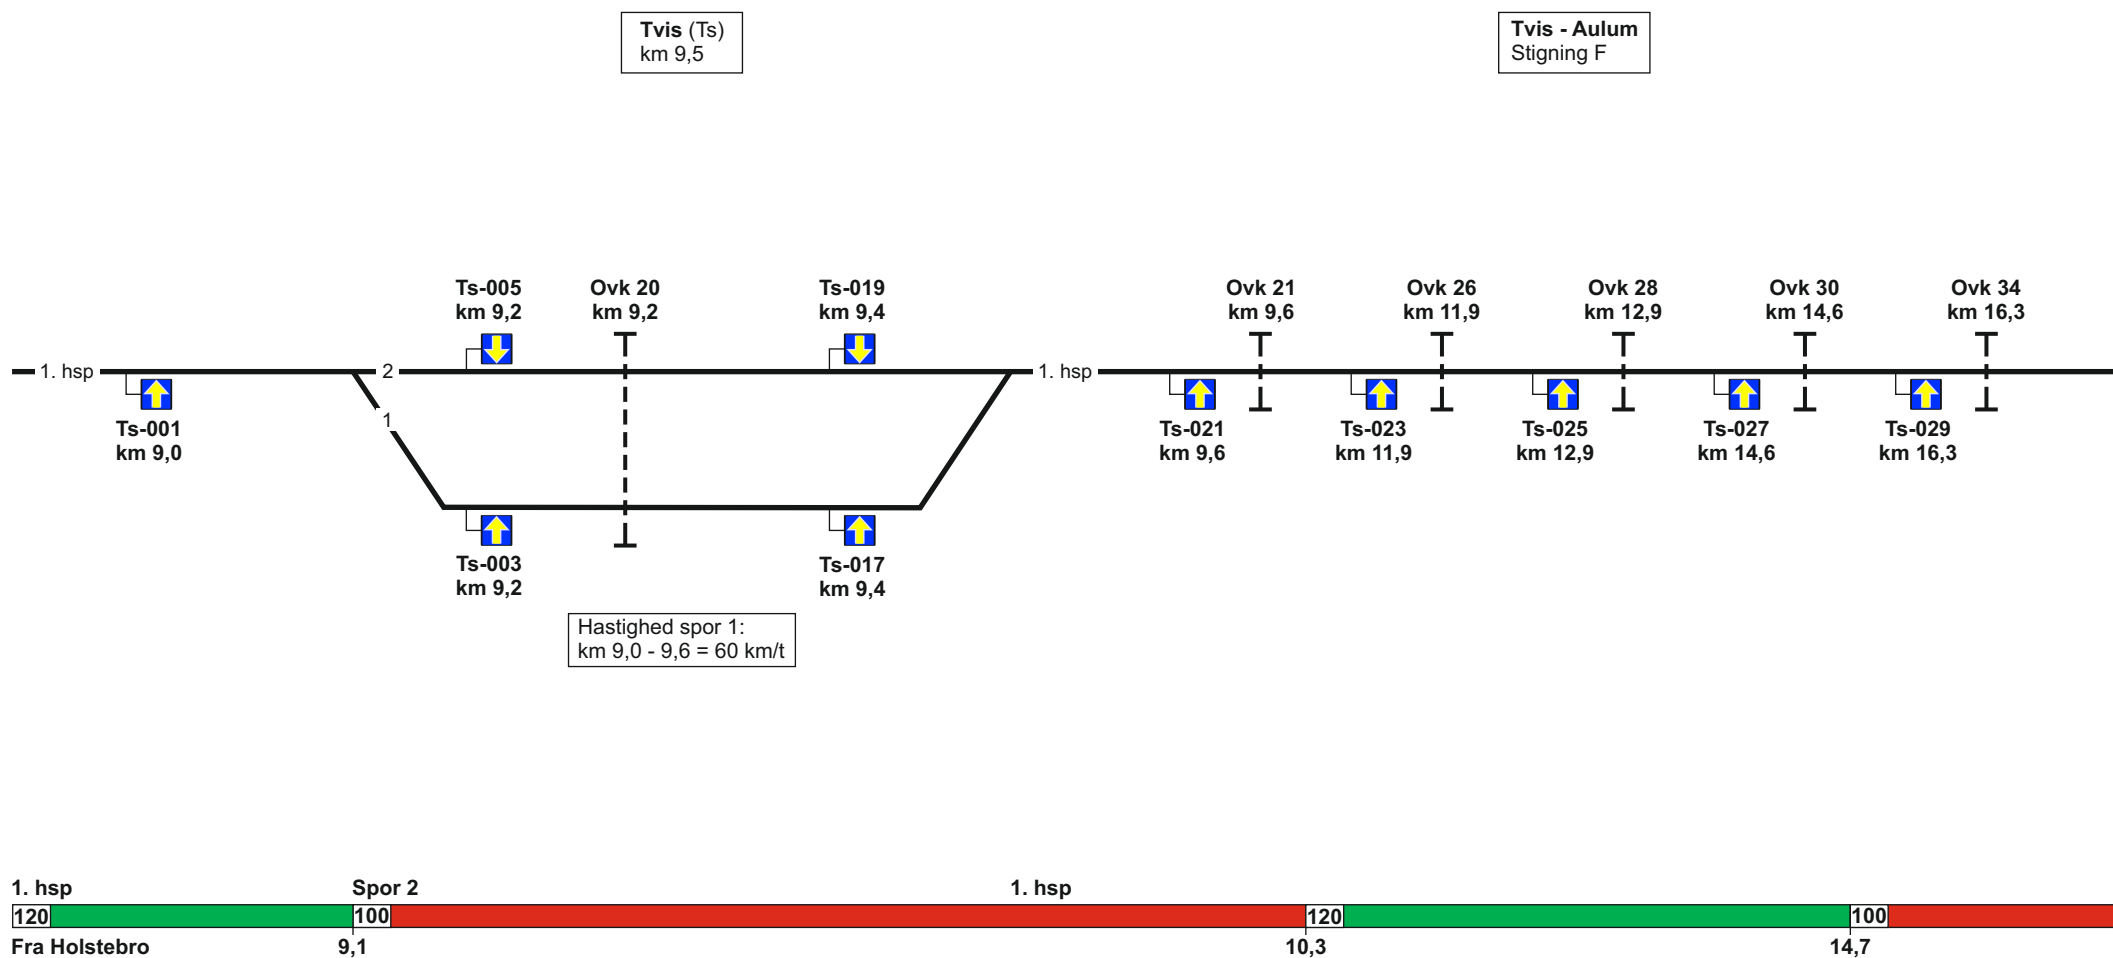 Tvis (Ts)
km 9,5
Tvis - Aulum
Stigning F
Ts-005
km 9,2
Ovk 20
km 9,2
Ts-019
km 9,4
Ovk 21
km 9,6
Ovk 26
km 11,9
Ovk 28
km 12,9
Ovk 30
km 14,6
Ovk 34
km 16,3
1. hsp
2
1. hsp
1
Ts-001
km 9,0
Ts-021
km 9,6
Ts-023
km 11,9
Ts-025
km 12,9
Ts-027
km 14,6
Ts-029
km 16,3
Ts-003
km 9,2
Ts-017
km 9,4
Hastighed spor 1:
km 9,0 - 9,6 = 60 km/t
1. hsp
Spor 2
1. hsp
120
100
120
100
Fra Holstebro
9,1
10,3
14,7